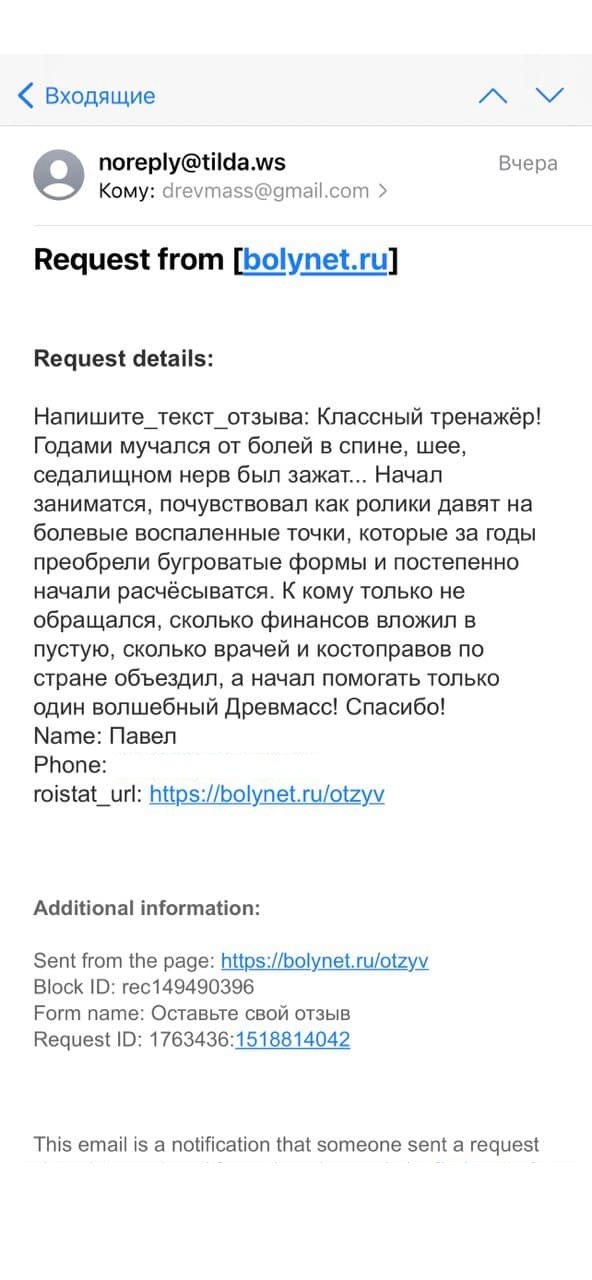 Входящие
noreply@tilda.ws
Вчера
Кому: drevmass@gmail.com
Request from [bolynet.ru]
Request details:
Напишите_текст_отзыва: Классный тренажёр!
Годами мучался от болей в спине, шее,
седалищном нерв был зажат... Начал
заниматся, почувствовал как ролики давят на
болевые воспаленные точки, которые за годы
преобрели бугроватые формы и постепенно
начали расчёсыватся. К кому только не
обращался, сколько финансов вложил в
пустую, сколько врачей и костоправов по
стране объездил, а начал помогать только
один волшебный Древмасс! Спасибо!
Name: Павел
Phone:
roistat_url: https://bolynet.ru/otzyv
Additional information:
Sent from the page: https://bolynet.ru/otzyv
Block ID: rec149490396
Form name: Оставьте свой отзыв
Request ID: 1763436:1518814042
This email is a notification that someone sent a request